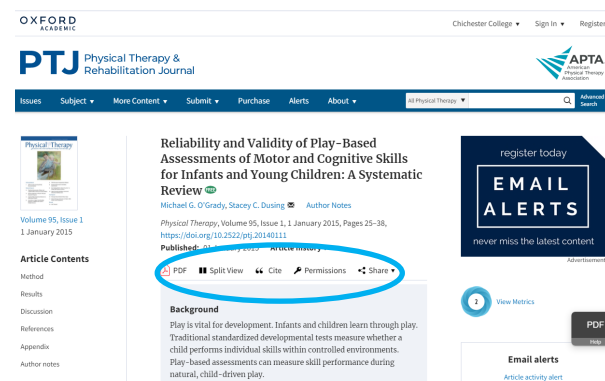 OXFORD
ACADEMIC
Chichester College ▼ Sign In ▼ Register
PTJ Physical Therapy &
Rehabilitation Journal
APTA
American
Physical Therapy
Association
Issues Subject ▼ More Content ▼ Submit ▼ Purchase Alerts About ▼ All Physical Therapy ▼ Advanced
Search
Physical Therapy
Volume 95, Issue 1
1 January 2015
Article Contents
Method
Results
Discussion
References
Appendix
Author notes
Reliability and Validity of Play-Based
Assessments of Motor and Cognitive Skills
for Infants and Young Children: A Systematic
Review
Michael G. O'Grady, Stacey C. Dusing Author Notes
Physical Therapy, Volume 95, Issue 1, 1 January 2015, Pages 25–38,
https://doi.org/10.2522/ptj.20140111
Published: 01 January 2015 Article history
PDF Split View Cite Permissions Share ▼
Background
Play is vital for development. Infants and children learn through play.
Traditional standardized developmental tests measure whether a
child performs individual skills within controlled environments.
Play-based assessments can measure skill performance during
natural, child-driven play.
register today
EMAIL
ALERTS
never miss the latest content
Advertisement
2 View Metrics
PDF
Help
Email alerts
Article activity alert